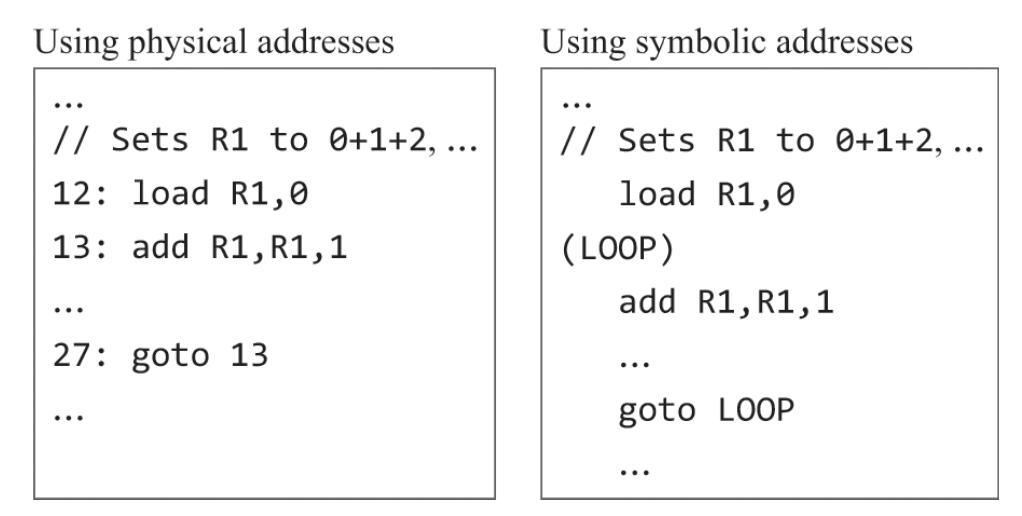 Using physical addresses
...
// Sets R1 to 0+1+2, ...
12: load R1,0
13: add R1,R1,1
...
27: goto 13
...
Using symbolic addresses
...
// Sets R1 to 0+1+2, ...
load R1,0
(LOOP)
add R1,R1,1
...
goto LOOP
...